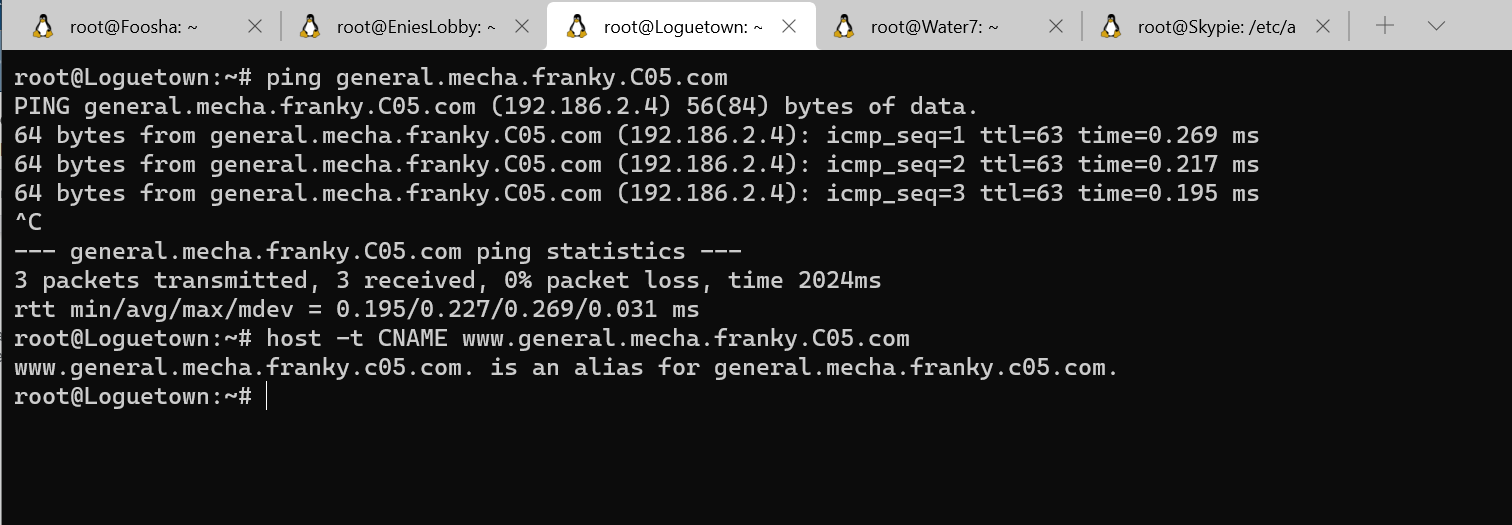 root@Foosha: ~
root@EniesLobby: ~
root@Loguetown: ~
root@Water7: ~
root@Skypie: /etc/a
root@Loguetown:~# ping general.mecha.franky.C05.com
PING general.mecha.franky.C05.com (192.186.2.4) 56(84) bytes of data.
64 bytes from general.mecha.franky.C05.com (192.186.2.4): icmp_seq=1 ttl=63 time=0.269 ms
64 bytes from general.mecha.franky.C05.com (192.186.2.4): icmp_seq=2 ttl=63 time=0.217 ms
64 bytes from general.mecha.franky.C05.com (192.186.2.4): icmp_seq=3 ttl=63 time=0.195 ms
^C
--- general.mecha.franky.C05.com ping statistics ---
3 packets transmitted, 3 received, 0% packet loss, time 2024ms
rtt min/avg/max/mdev = 0.195/0.227/0.269/0.031 ms
root@Loguetown:~# host -t CNAME www.general.mecha.franky.C05.com
www.general.mecha.franky.c05.com. is an alias for general.mecha.franky.c05.com.
root@Loguetown:~#